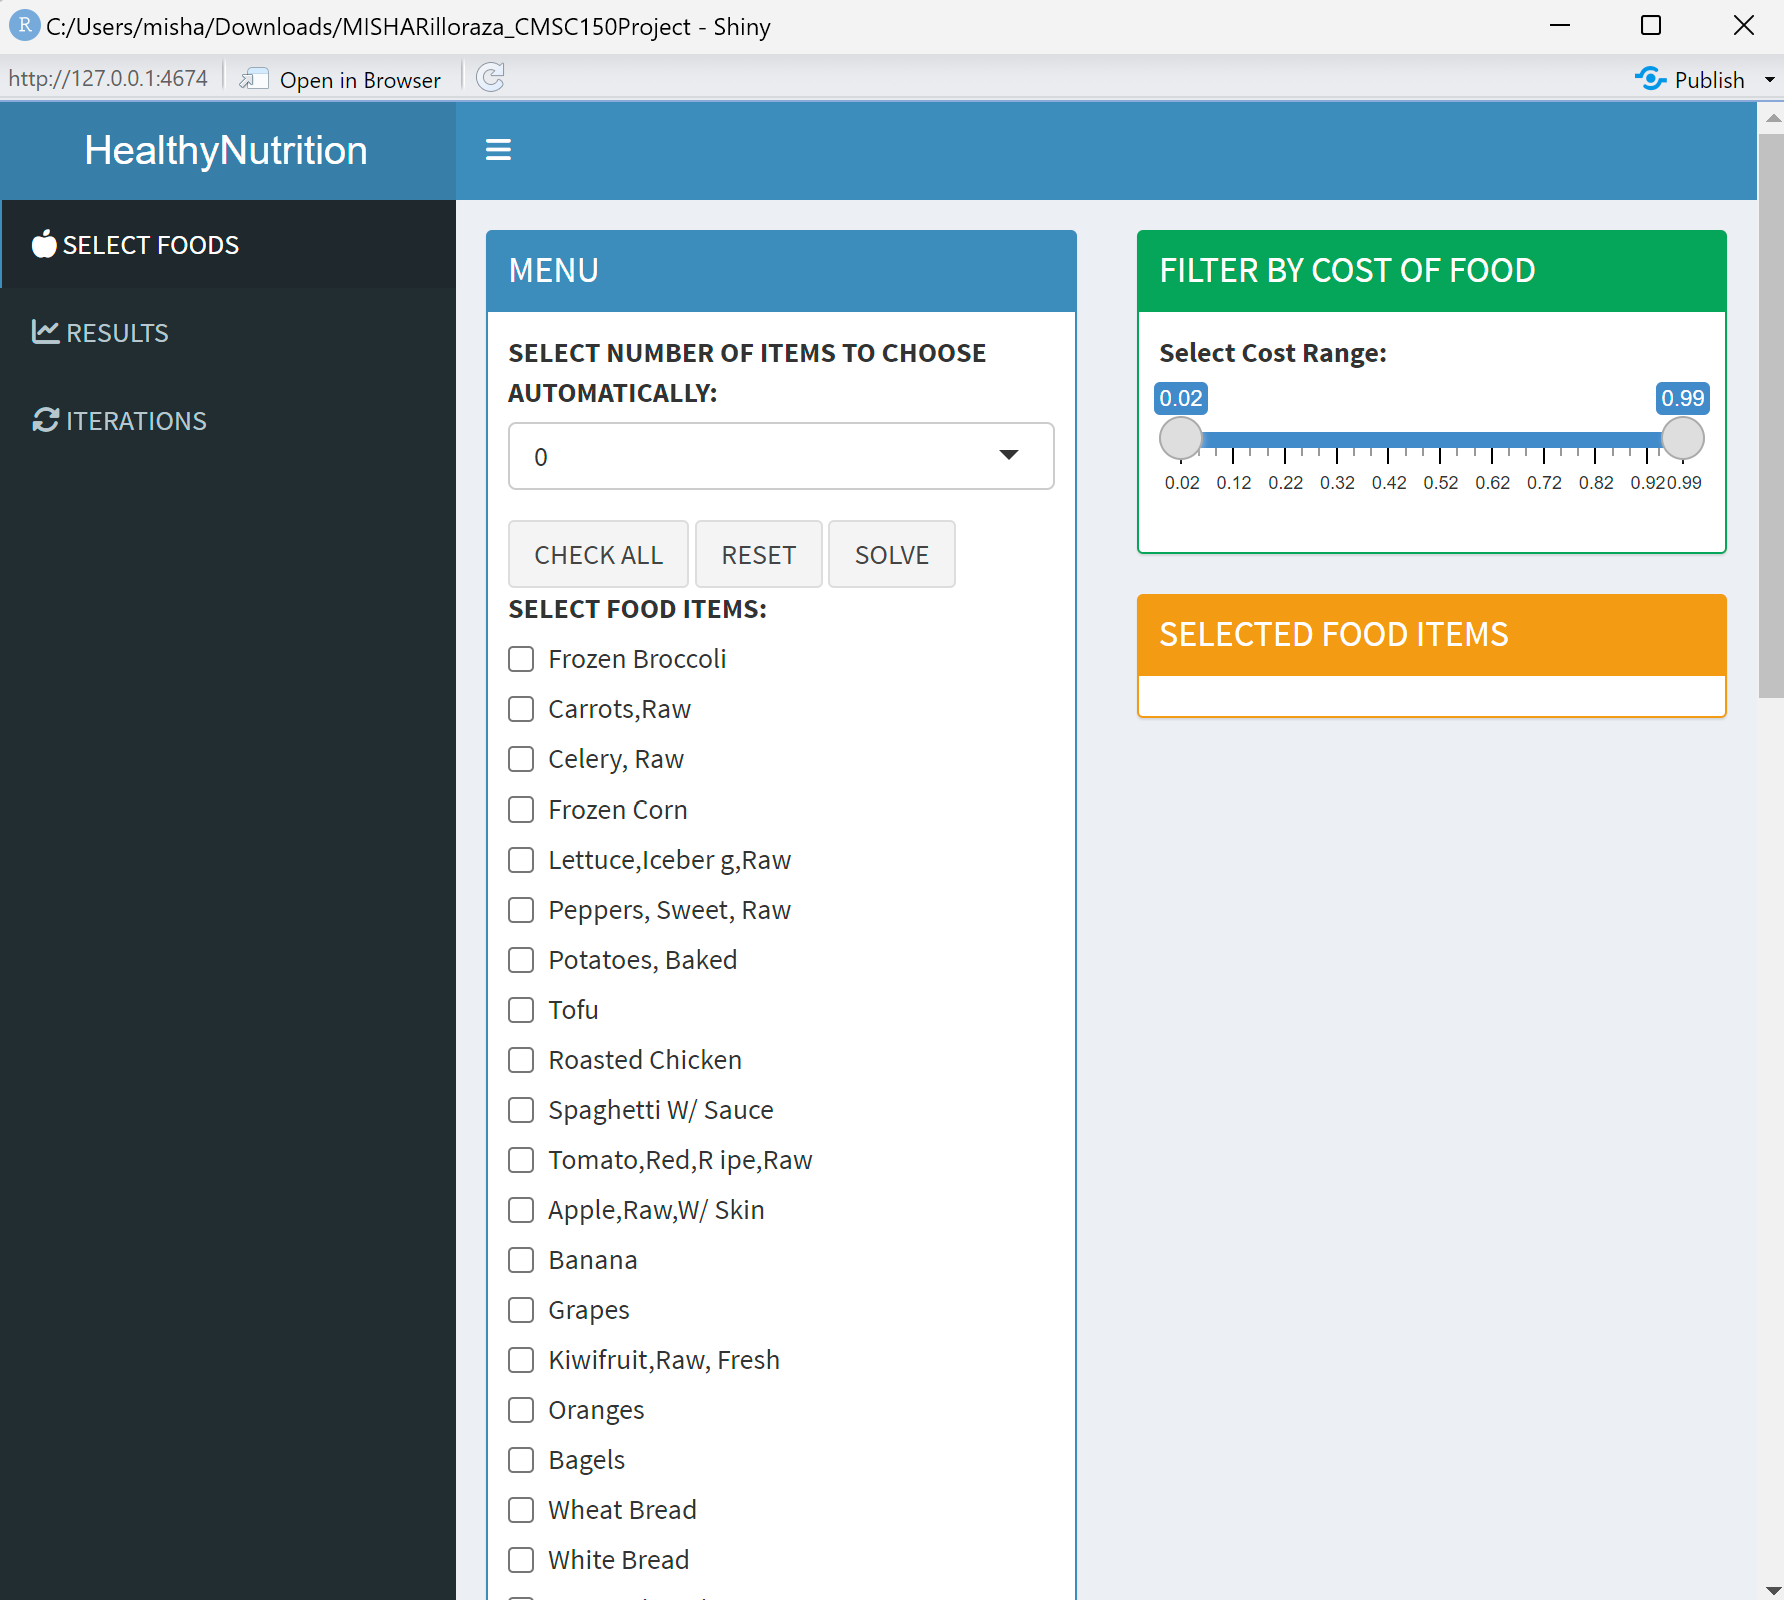 R C:/Users/misha/Downloads/MISHARilloraza_CMSC150Project - Shiny
http://127.0.0.1:4674 Open in Browser Publish
HealthyNutrition
SELECT FOODS
RESULTS
ITERATIONS
MENU
SELECT NUMBER OF ITEMS TO CHOOSE
AUTOMATICALLY:
0
CHECK ALL RESET SOLVE
SELECT FOOD ITEMS:
Frozen Broccoli
Carrots,Raw
Celery, Raw
Frozen Corn
Lettuce,Iceber g,Raw
Peppers, Sweet, Raw
Potatoes, Baked
Tofu
Roasted Chicken
Spaghetti W/ Sauce
Tomato,Red,R ipe,Raw
Apple,Raw,W/ Skin
Banana
Grapes
Kiwifruit,Raw, Fresh
Oranges
Bagels
Wheat Bread
White Bread
FILTER BY COST OF FOOD
Select Cost Range:
0.02 0.99
0.02 0.12 0.22 0.32 0.42 0.52 0.62 0.72 0.82 0.92 0.99
SELECTED FOOD ITEMS